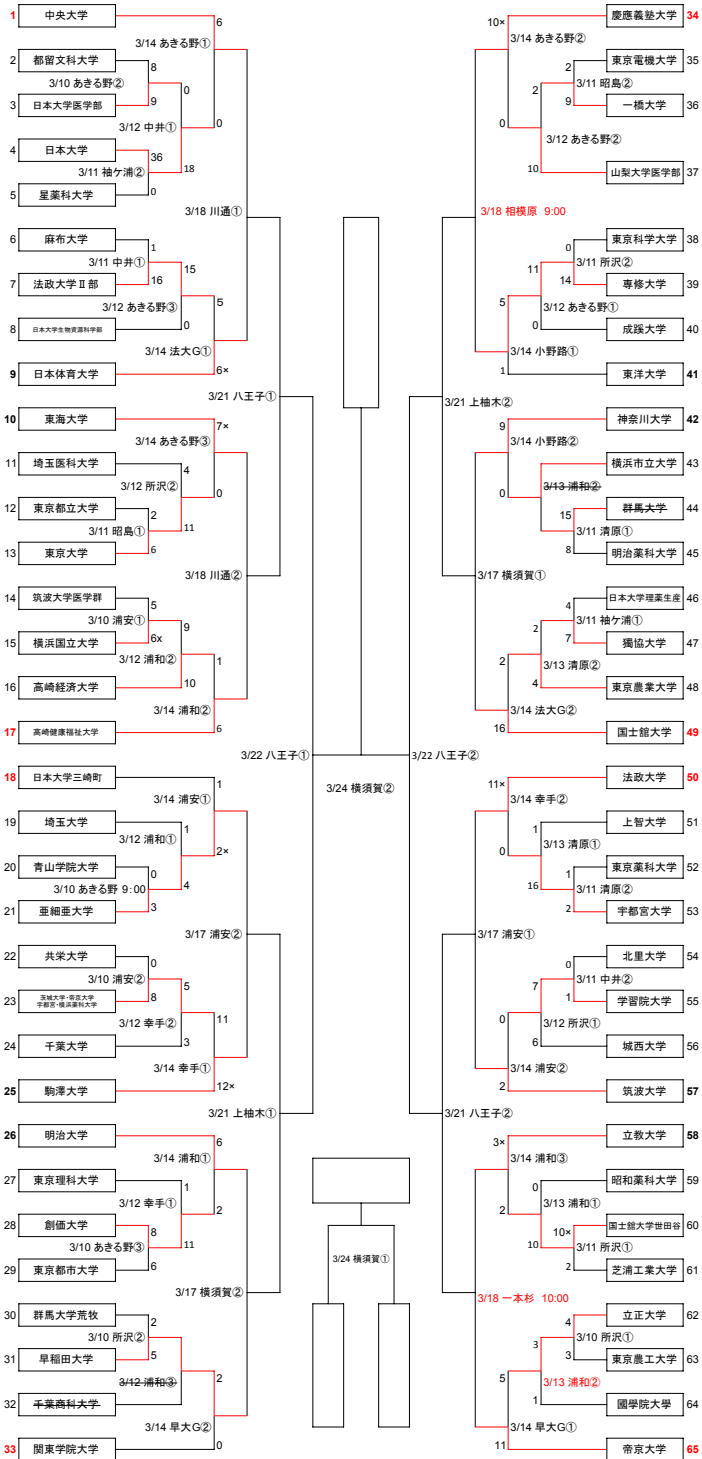 1 中央大学 6
3/14 あきる野①
2 都留文科大学 8
3/10 あきる野② 0
3 日本大学医学部 9
3/12 中井① 0
4 日本大学 36
3/11 袖ケ浦② 18
5 星薬科大学 0
3/18 川通①
6 麻布大学 1
3/11 中井① 15
7 法政大学Ⅱ部 16
3/12 あきる野③ 5
8 日本大学生物資源科学部 0
3/14 法大G①
9 日本体育大学 6×
3/21 八王子①
10 東海大学 7×
3/14 あきる野③
11 埼玉医科大学 4
3/12 所沢② 0
12 東京都立大学 2
3/11 昭島① 11
13 東京大学 6
3/18 川通②
14 筑波大学医学群 5
3/10 浦安① 9
15 横浜国立大学 6x
3/12 浦和② 1
16 高崎経済大学 10
3/14 浦和②
17 高崎健康福祉大学 6
3/22 八王子①
18 日本大学三崎町 1
3/14 浦安①
19 埼玉大学 1
3/12 浦和① 2×
20 青山学院大学 0
3/10 あきる野 9:00 4
21 亜細亜大学 3
3/17 浦安②
22 共栄大学 0
3/10 浦安② 5
23 茨城大学・帝京大学
宇都宮・横浜薬科大学 8
3/12 幸手② 11
24 千葉大学 3
3/14 幸手①
25 駒澤大学 12×
3/21 上柚木①
26 明治大学 6
3/14 浦和①
27 東京理科大学 1
3/12 幸手① 2
28 創価大学 8
3/10 あきる野③ 11
29 東京都市大学 6
3/17 横須賀②
30 群馬大学荒牧 2
3/10 所沢②
31 早稲田大学 5
3/12 浦和③ 2
32 千葉商科大学
3/14 早大G②
33 関東学院大学 0
3/24 横須賀②
3/24 横須賀①
10× 慶應義塾大学 34
3/14 あきる野②
2 東京電機大学 35
2 3/11 昭島②
9 一橋大学 36
0 3/12 あきる野②
10 山梨大学医学部 37
3/18 相模原 9:00
0 東京科学大学 38
11 3/11 所沢②
14 専修大学 39
5 3/12 あきる野①
0 成蹊大学 40
3/14 小野路①
1 東洋大学 41
3/21 上柚木②
9 神奈川大学 42
3/14 小野路②
横浜市立大学 43
0 3/13 浦和②
15 群馬大学 44
3/11 清原①
8 明治薬科大学 45
3/17 横須賀①
4 日本大学理薬生産 46
2 3/11 袖ケ浦①
7 獨協大学 47
2 3/13 清原②
4 東京農業大学 48
3/14 法大G②
16 国士舘大学 49
3/22 八王子②
11× 法政大学 50
3/14 幸手②
1 上智大学 51
0 3/13 清原①
1 東京薬科大学 52
16 3/11 清原②
2 宇都宮大学 53
3/17 浦安①
0 北里大学 54
7 3/11 中井②
1 学習院大学 55
0 3/12 所沢①
6 城西大学 56
3/14 浦安②
2 筑波大学 57
3/21 八王子②
3× 立教大学 58
3/14 浦和③
0 昭和薬科大学 59
2 3/13 浦和①
10× 国士舘大学世田谷 60
10 3/11 所沢①
2 芝浦工業大学 61
3/18 一本杉 10:00
4 立正大学 62
3 3/10 所沢①
3 東京農工大学 63
5 3/13 浦和②
1 國學院大學 64
3/14 早大G①
11 帝京大学 65